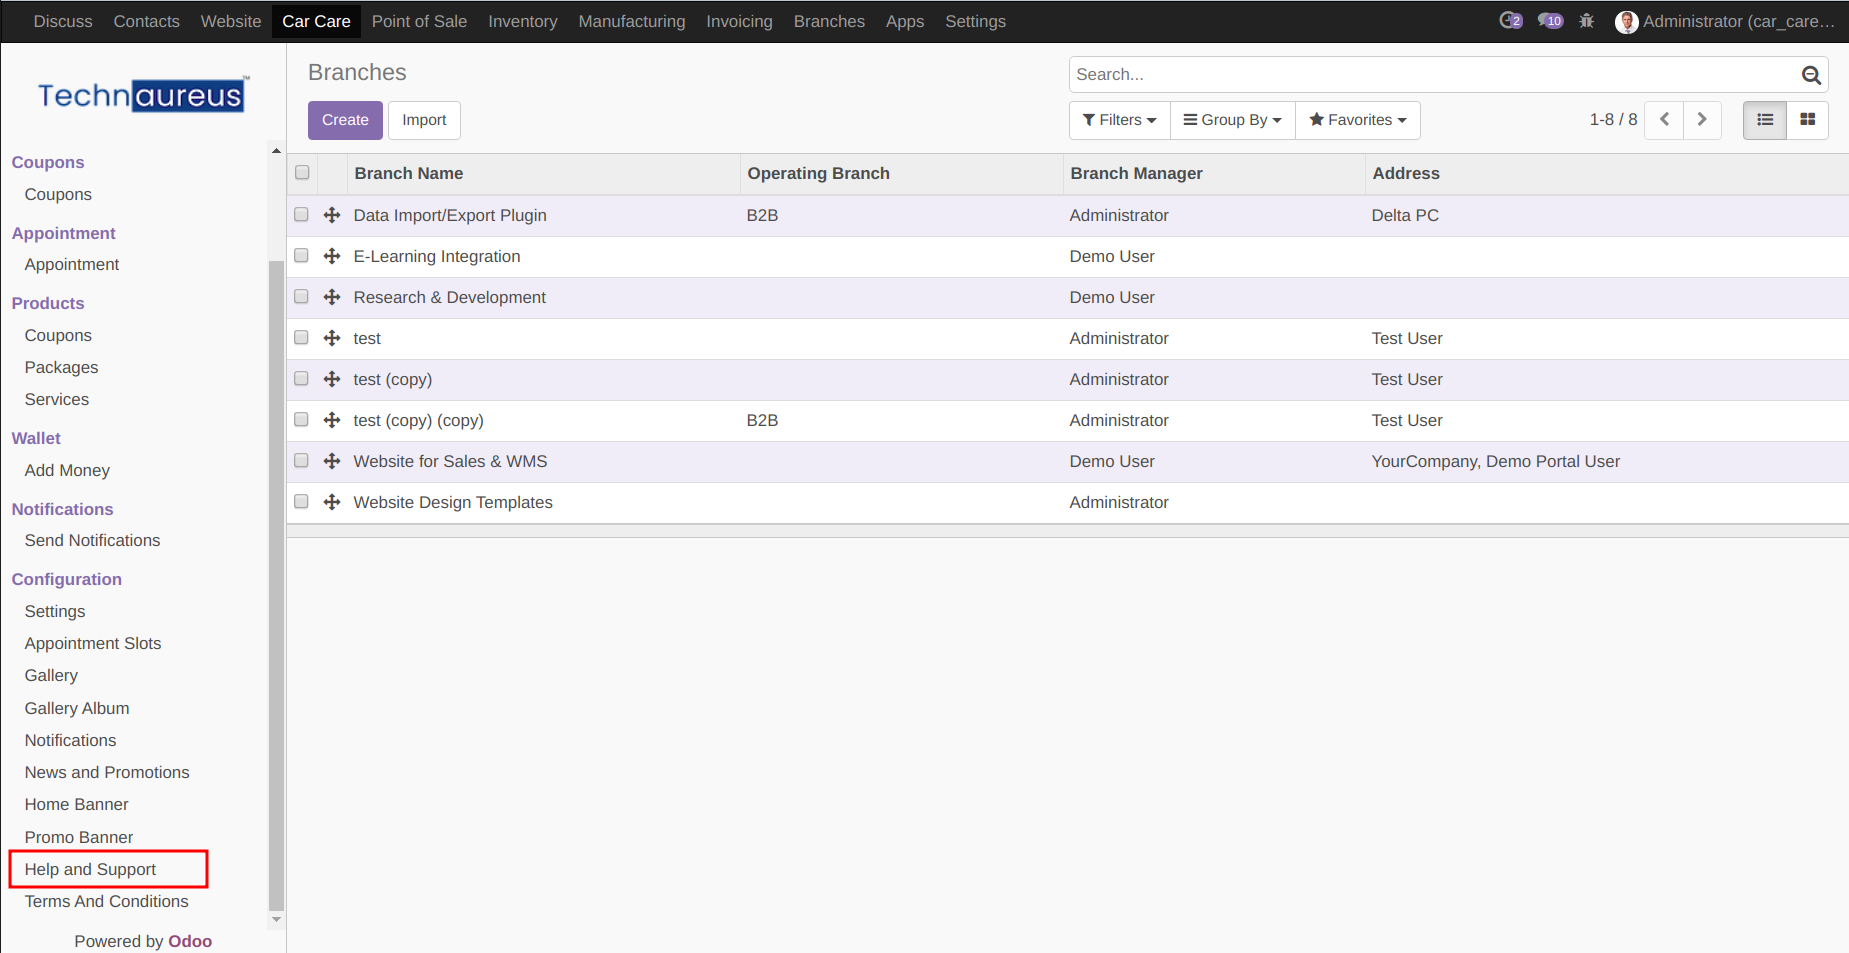 Discuss Contacts Website Car Care Point of Sale Inventory Manufacturing Invoicing Branches Apps Settings 2 10 Administrator (car_care...
Technaureus™
Coupons
Coupons
Appointment
Appointment
Products
Coupons
Packages
Services
Wallet
Add Money
Notifications
Send Notifications
Configuration
Settings
Appointment Slots
Gallery
Gallery Album
Notifications
News and Promotions
Home Banner
Promo Banner
Help and Support
Terms And Conditions
Powered by Odoo
Branches
Search...
Create Import Filters Group By Favorites 1-8 / 8
Branch Name Operating Branch Branch Manager Address
Data Import/Export Plugin B2B Administrator Delta PC
E-Learning Integration Demo User
Research & Development Demo User
test Administrator Test User
test (copy) Administrator Test User
test (copy) (copy) B2B Administrator Test User
Website for Sales & WMS Demo User YourCompany, Demo Portal User
Website Design Templates Administrator